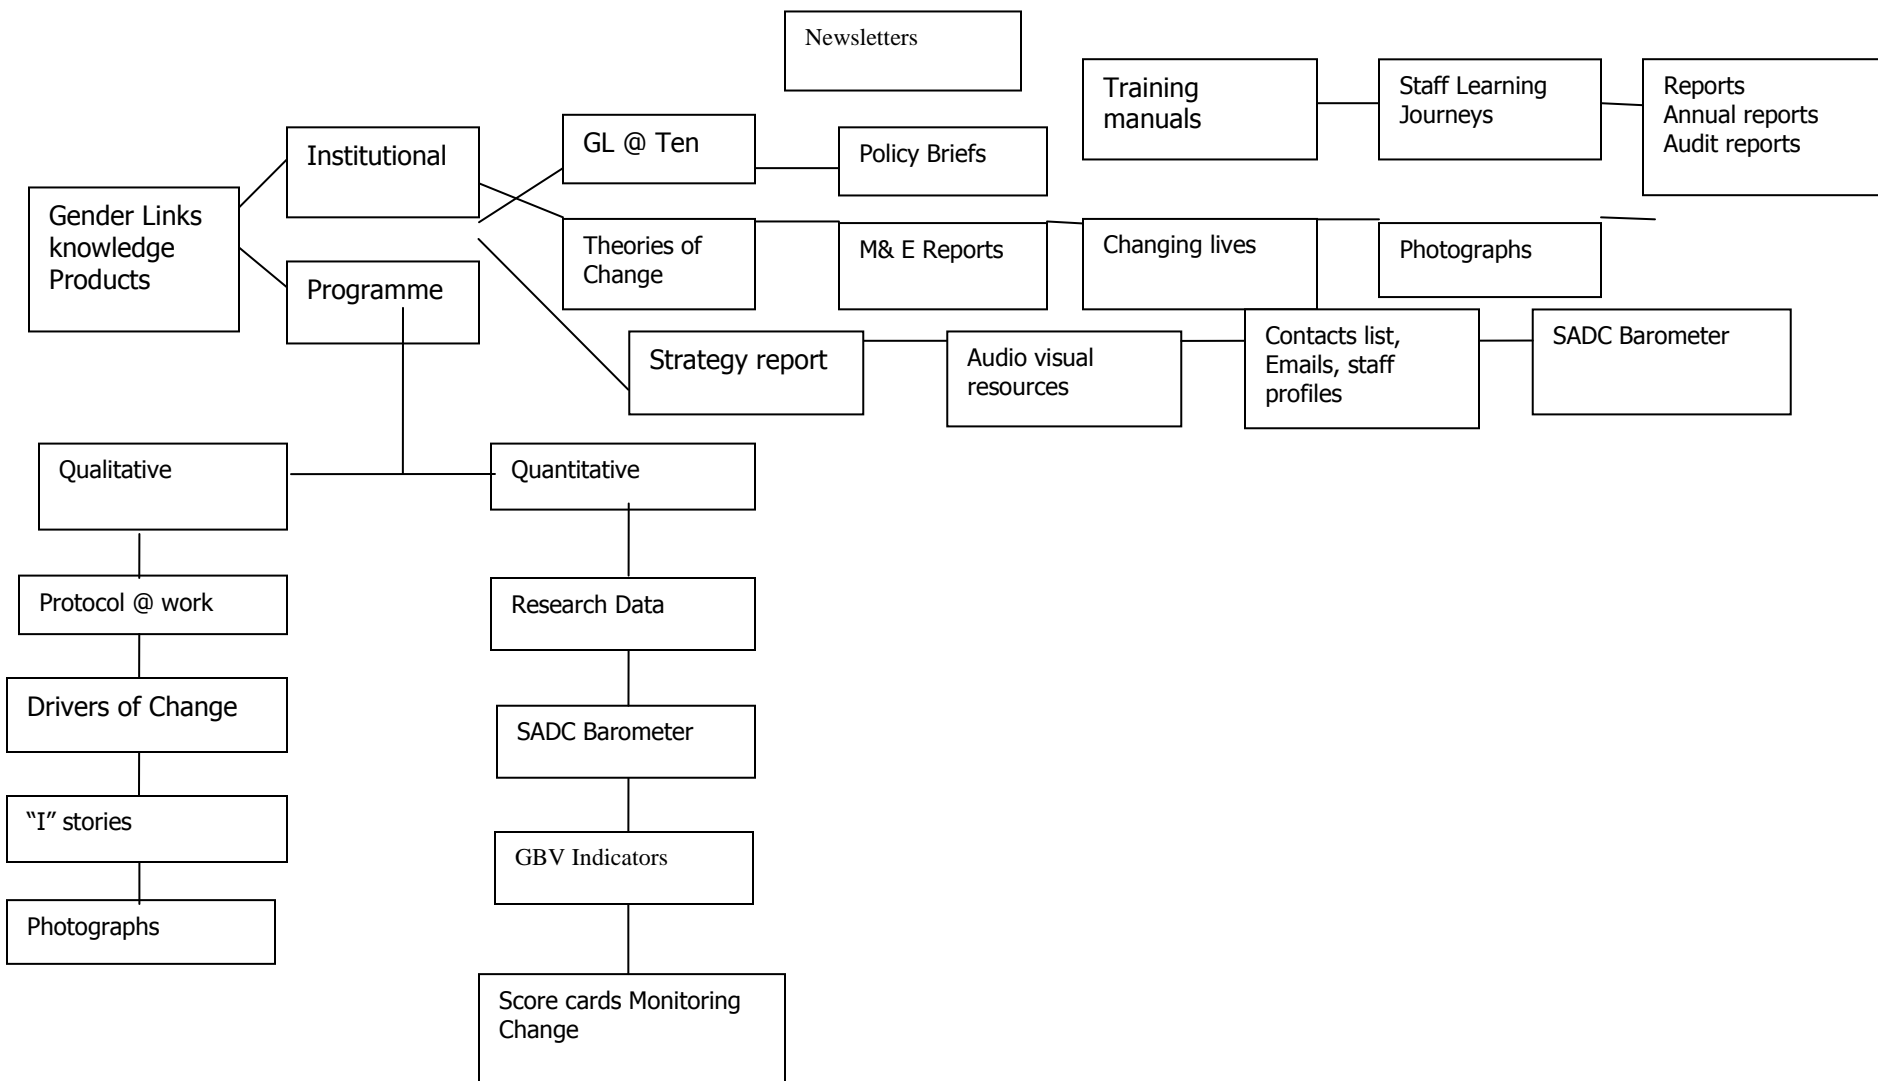 Newsletters
Training
manuals
Staff Learning
Journeys
Reports
Annual reports
Audit reports
Institutional
GL @ Ten
Policy Briefs
Gender Links
knowledge
Products
Theories of
Change
M& E Reports
Changing lives
Photographs
Programme
Strategy report
Audio visual
resources
Contacts list,
Emails, staff
profiles
SADC Barometer
Qualitative
Quantitative
Protocol @ work
Research Data
Drivers of Change
SADC Barometer
“I” stories
GBV Indicators
Photographs
Score cards Monitoring
Change